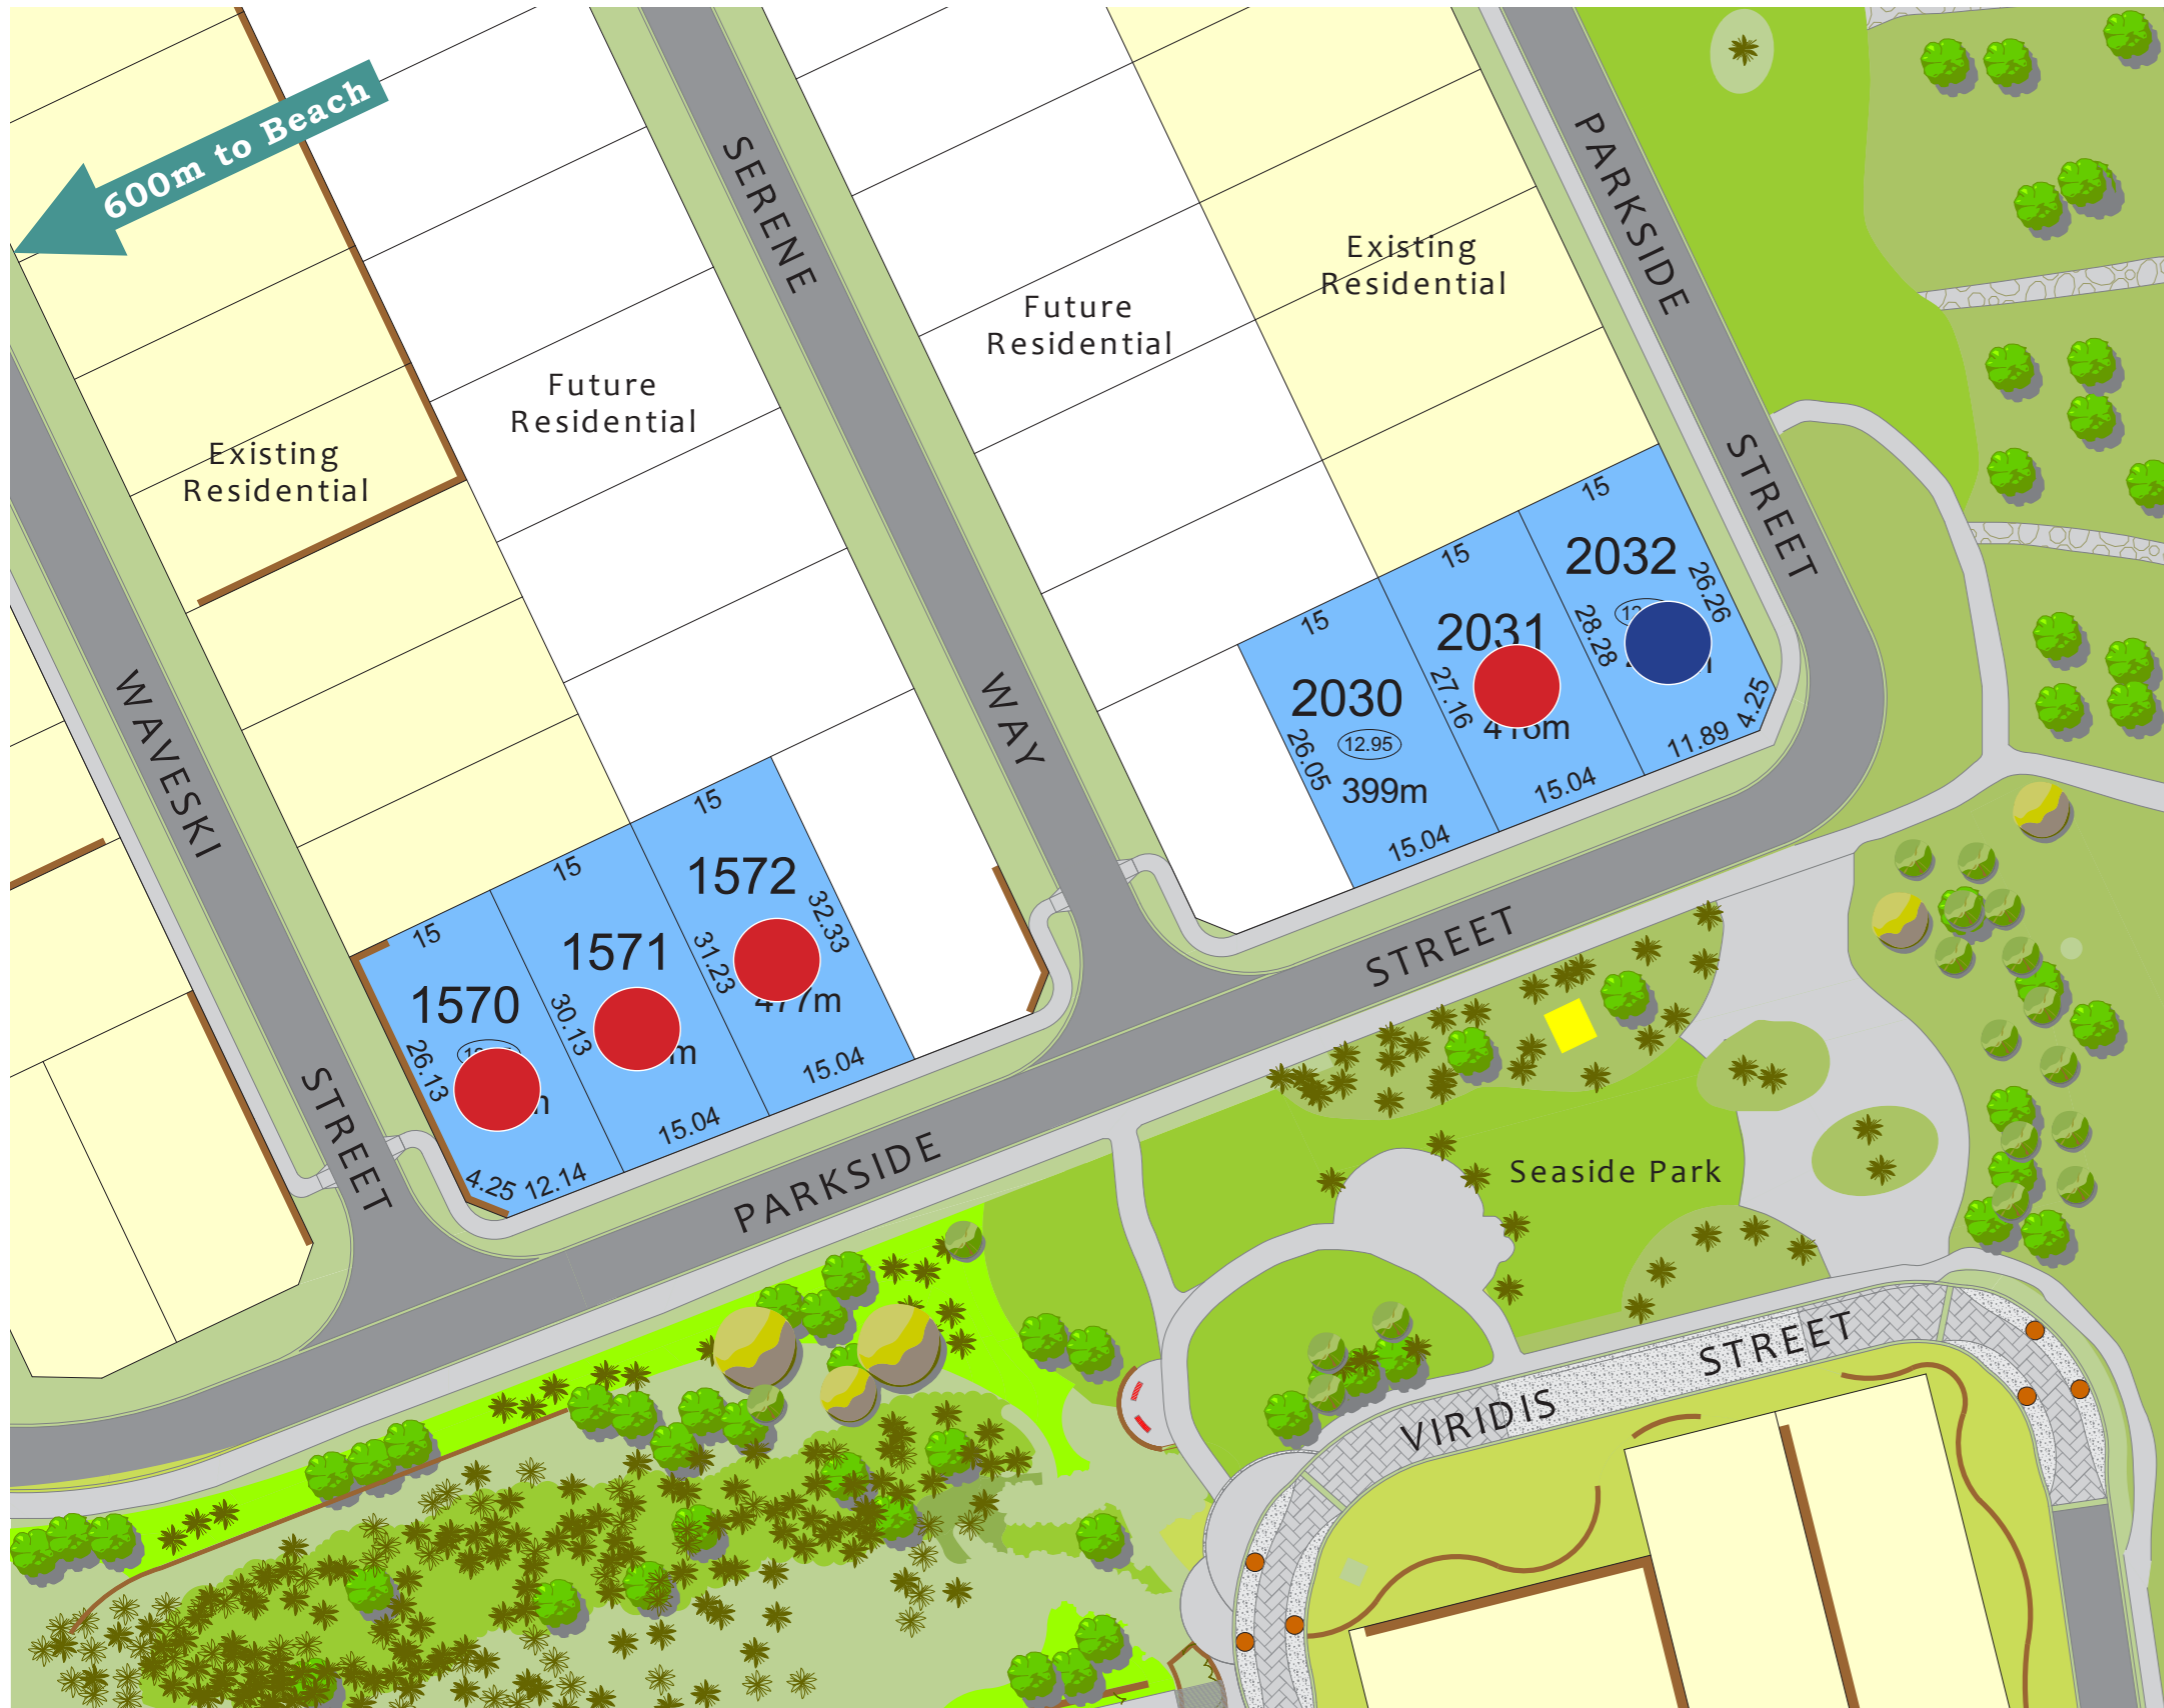 600m to Beach
SERENE
PARKSIDE
Existing
Residential
Future
Residential
Future
Residential
Existing
Residential
STREET
15
2032
26.26
28.28
4.25
11.89
15
2031
27.16
15.04
15
2030
12.95
26.05
399m
15.04
WAVESKI
WAY
15
1572
32.33
31.23
477m
15.04
15
1571
30.13
m
15.04
15
1570
26.13
4.25
12.14
STREET
PARKSIDE
STREET
Seaside Park
VIRIDIS
STREET